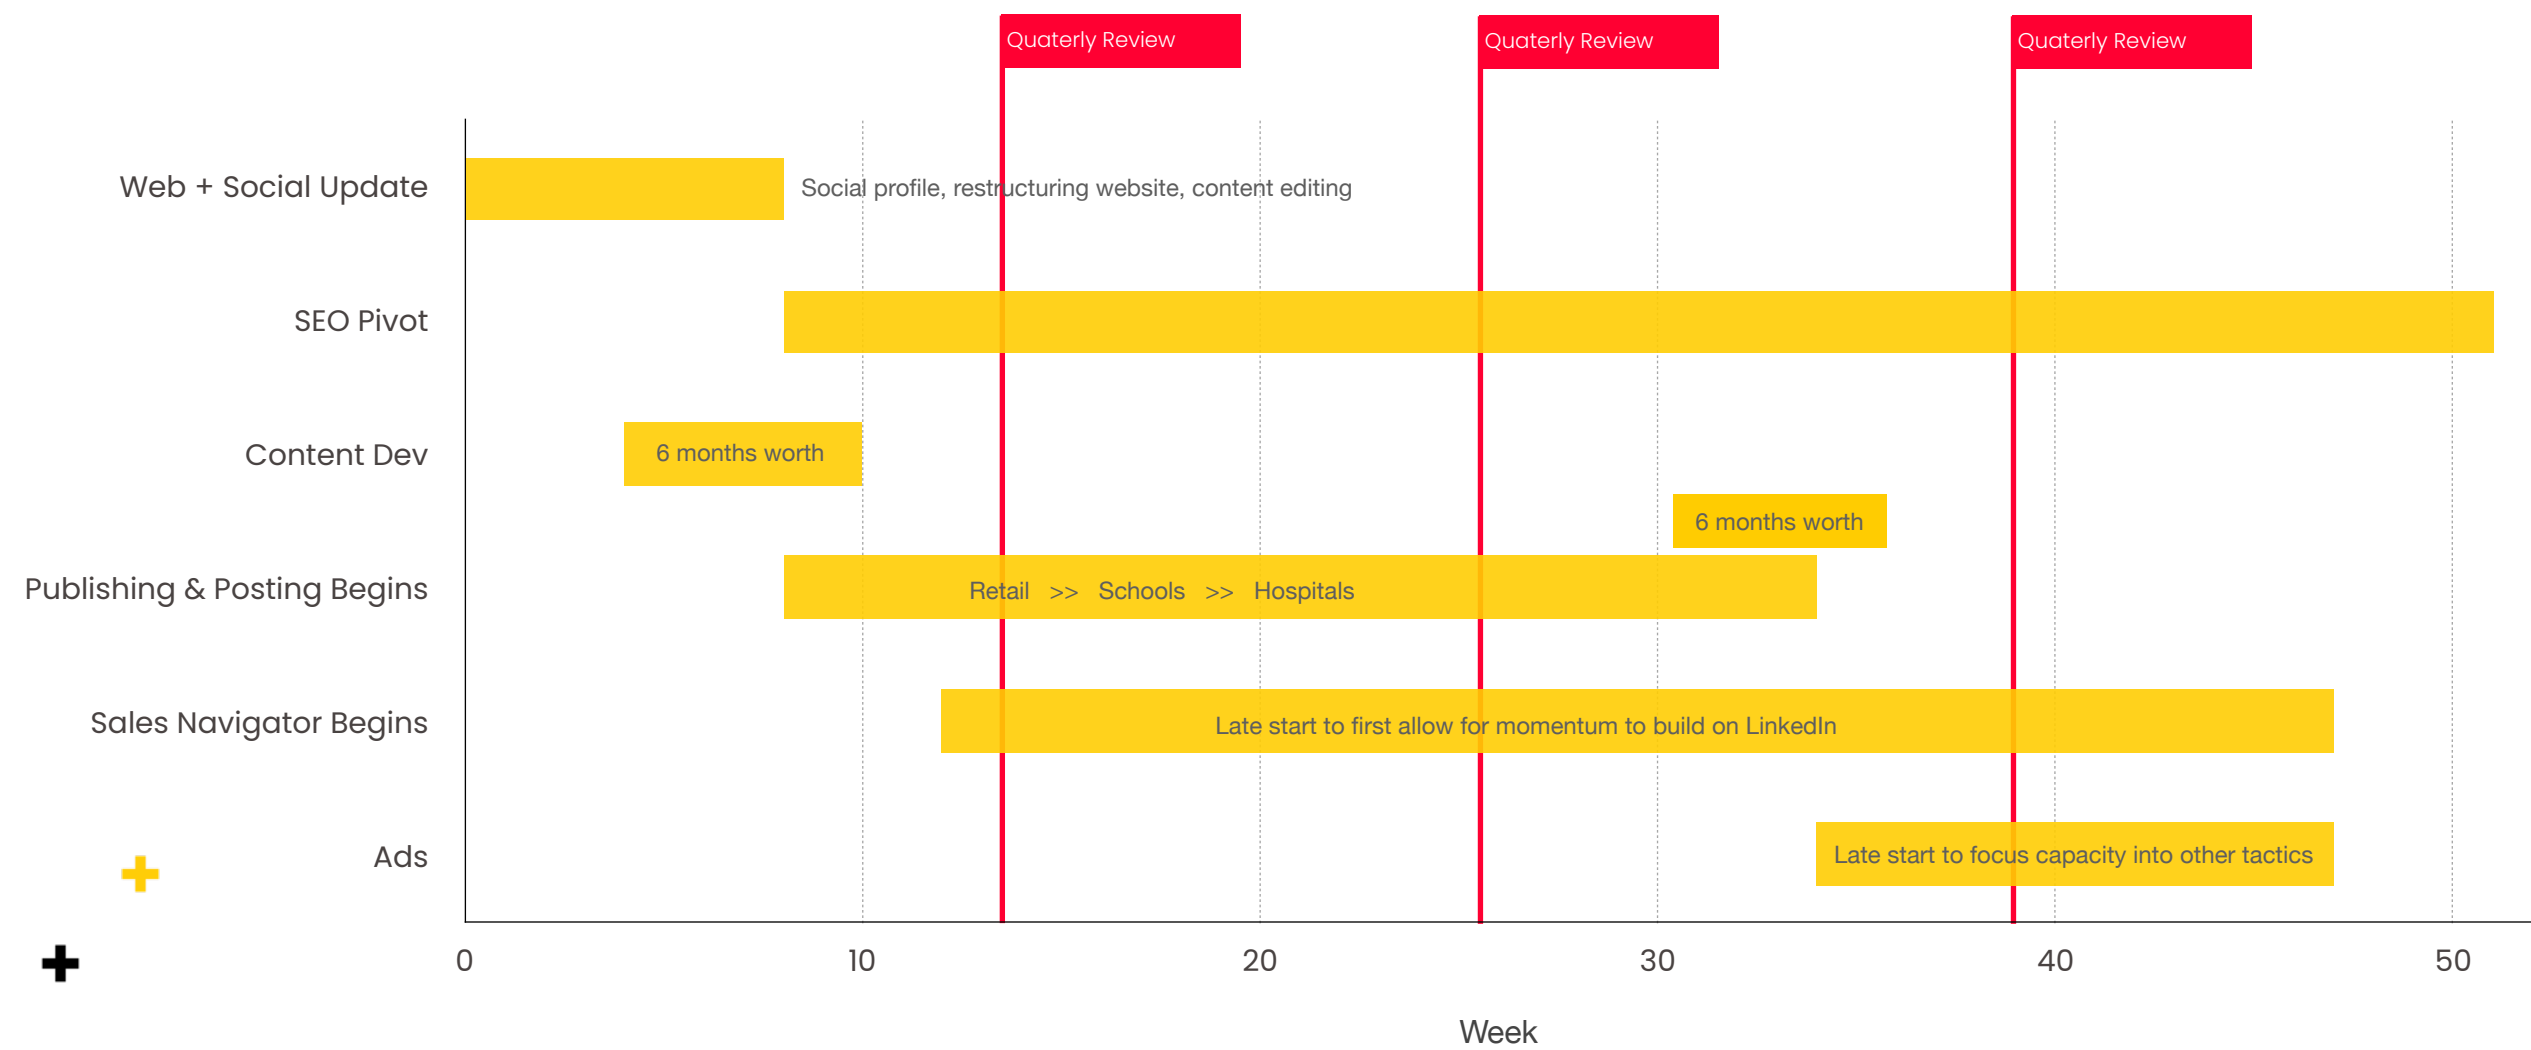 Quaterly Review
Quaterly Review
Quaterly Review
Web + Social Update
Social profile, restructuring website, content editing
SEO Pivot
Content Dev
6 months worth
6 months worth
Publishing & Posting Begins
Retail >> Schools >> Hospitals
Sales Navigator Begins
Late start to first allow for momentum to build on LinkedIn
Ads
Late start to focus capacity into other tactics
0 10 20 30 40 50
Week